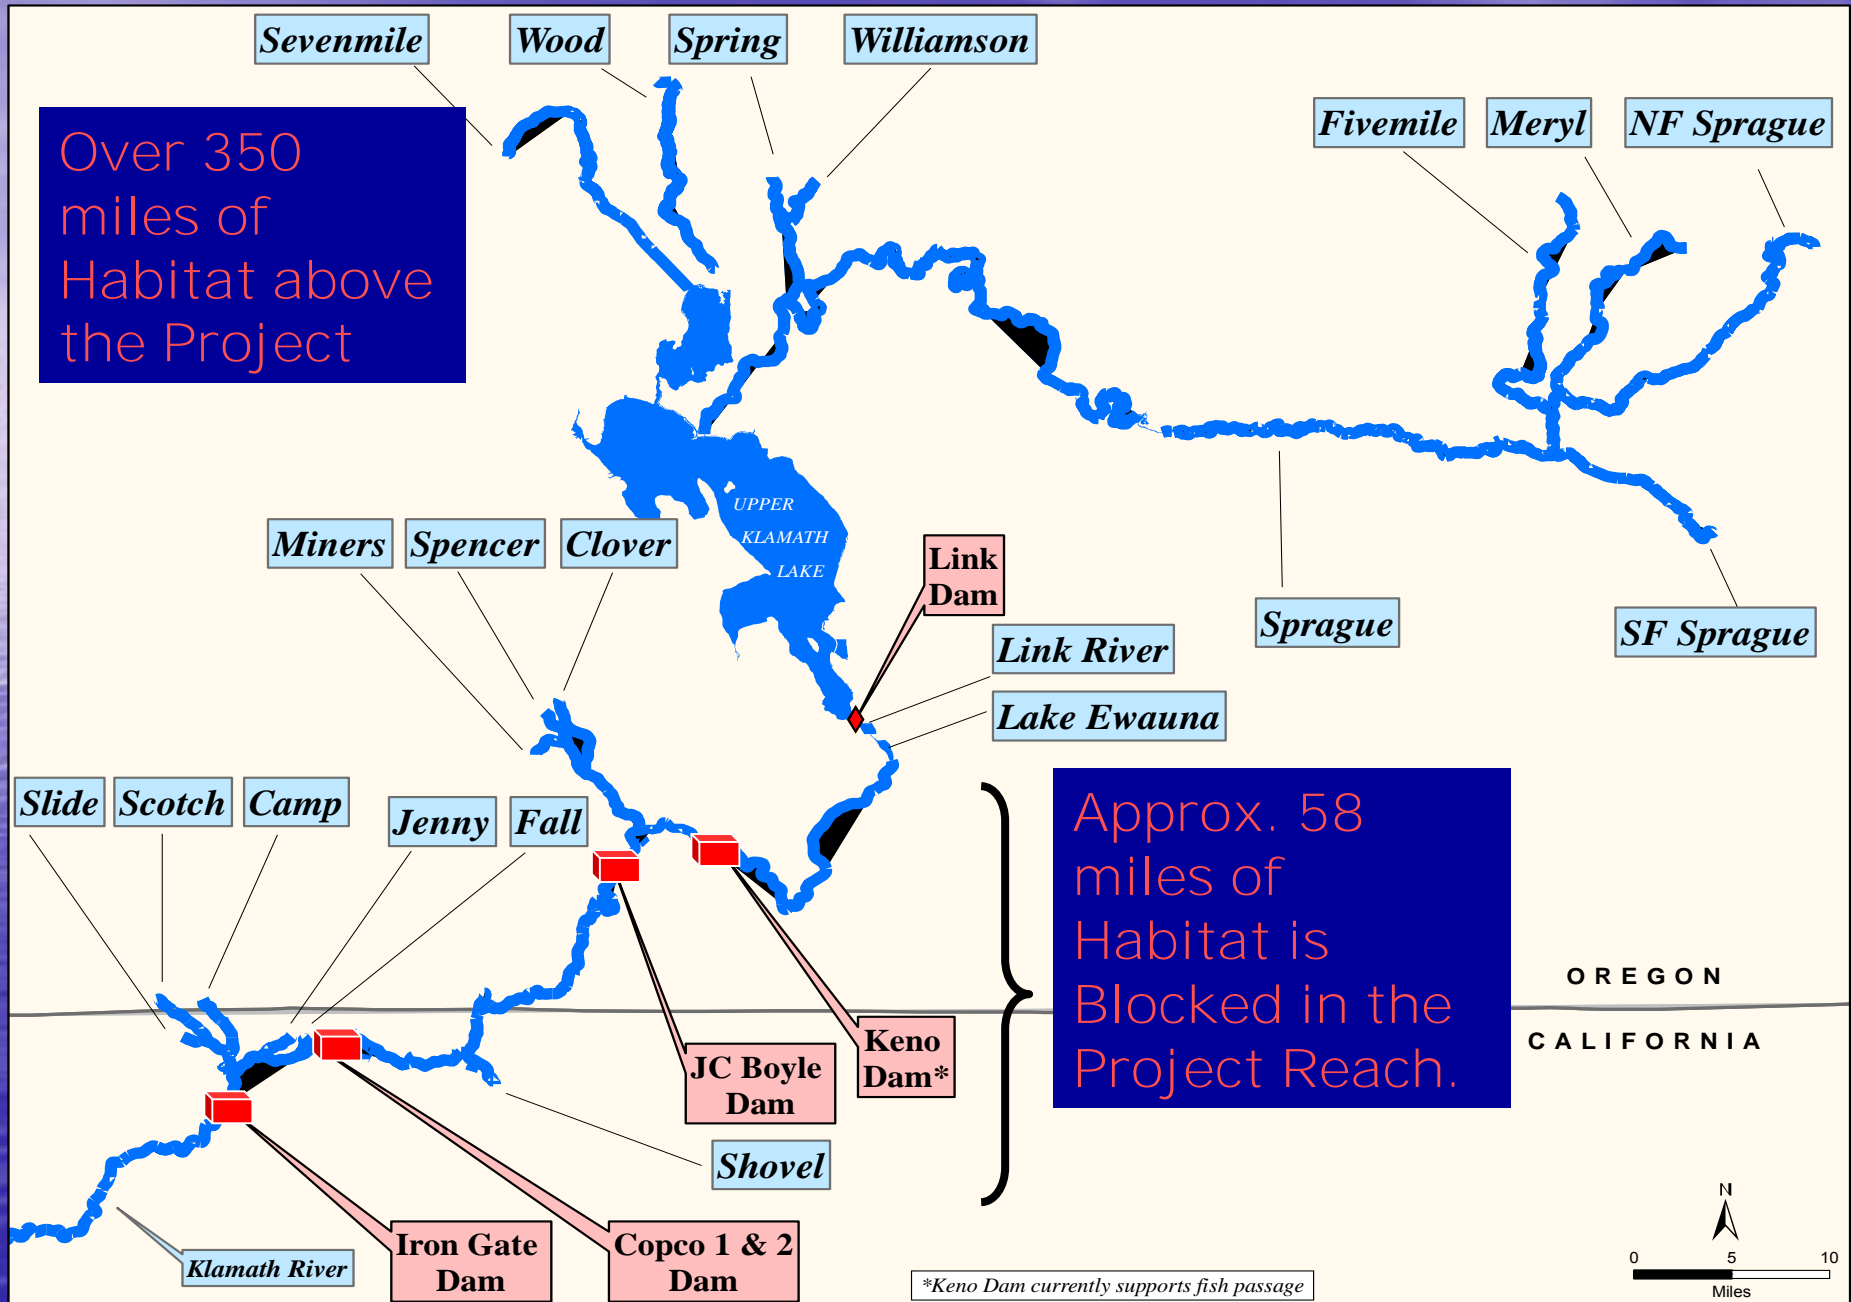 Sevenmile
Wood
Spring
Williamson
Fivemile
Meryl
NF Sprague
Over 350
miles of
Habitat above
the Project
UPPER
KLAMATH
LAKE
Miners
Spencer
Clover
Link
Dam
Link River
Lake Ewauna
Sprague
SF Sprague
Slide
Scotch
Camp
Jenny
Fall
Approx. 58
miles of
Habitat is
Blocked in the
Project Reach.
OREGON
CALIFORNIA
JC Boyle
Dam
Keno
Dam*
Shovel
Klamath River
Iron Gate
Dam
Copco 1 & 2
Dam
*Keno Dam currently supports fish passage
N
0 5 10
Miles